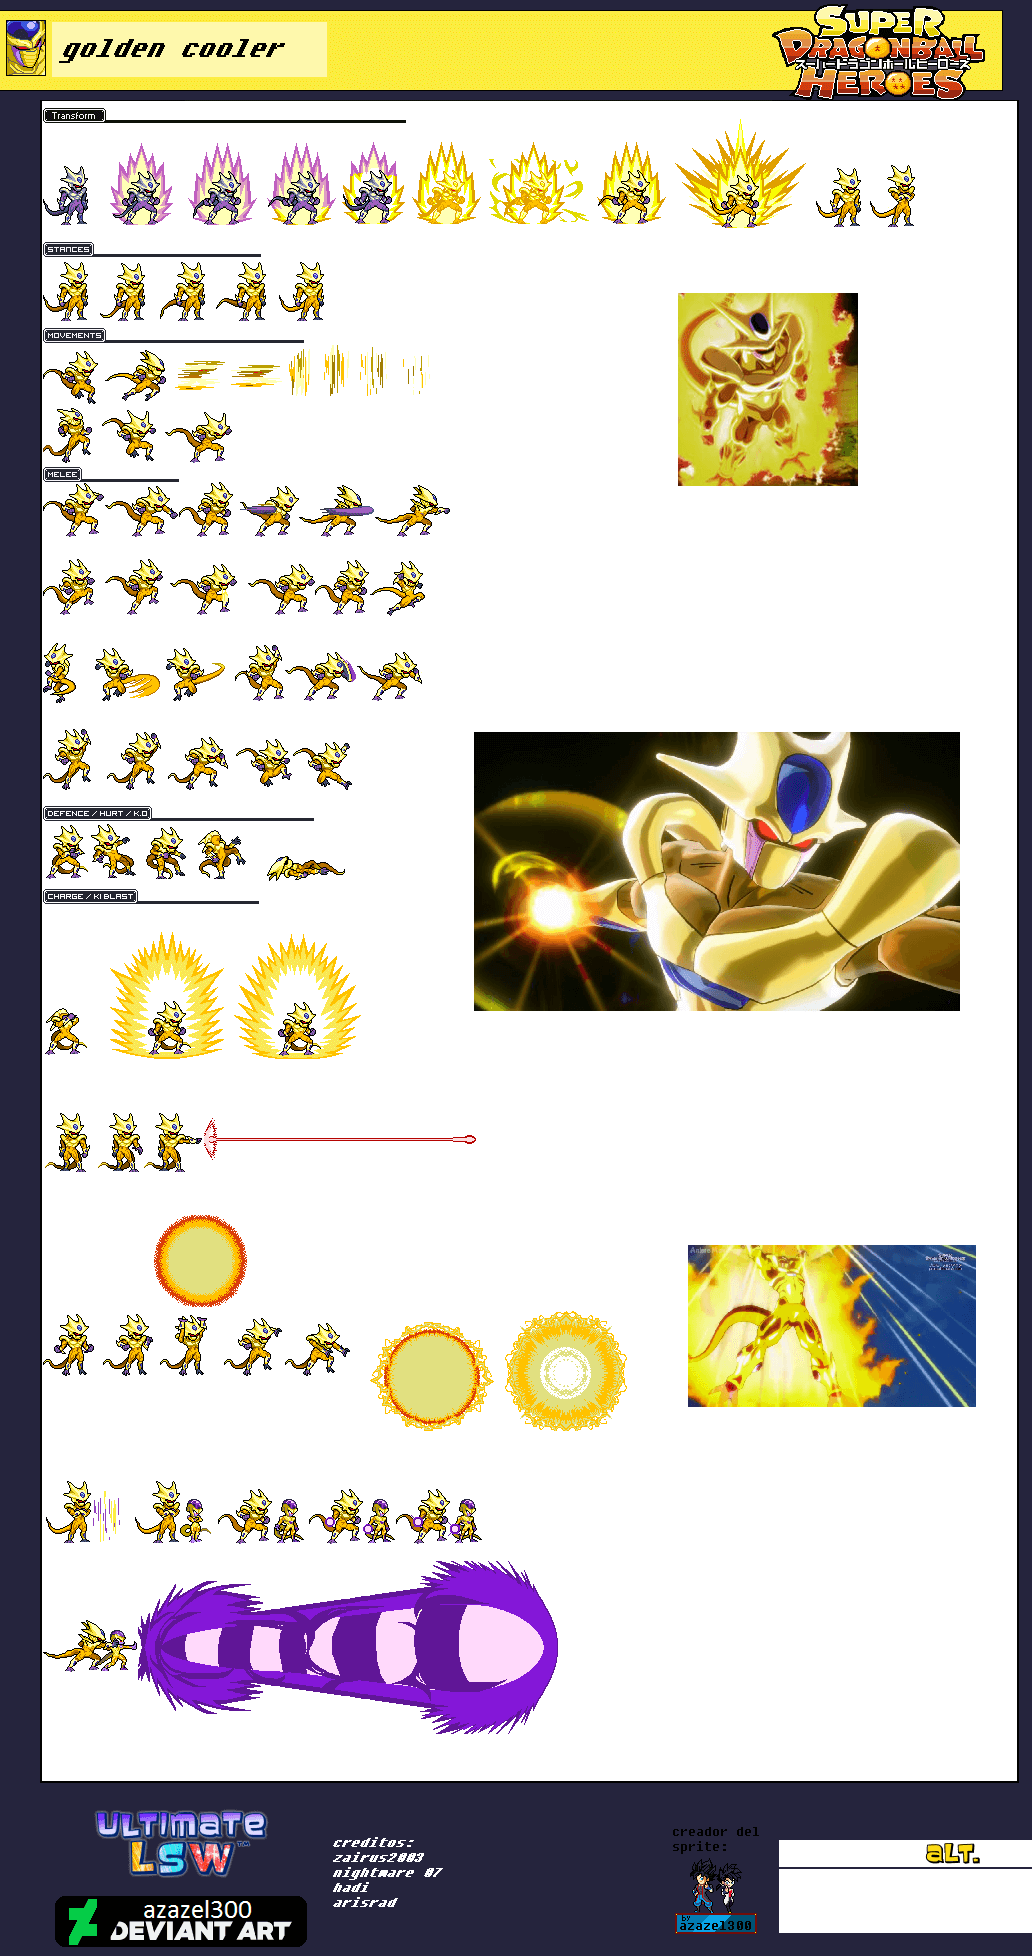 golden cooler
SUPER
DRAGONBALL
スーパードラゴンボールヒーローズ
HEROES
Transform
STANCES
MOVEMENTS
MELEE
DEFENCE / HURT / K.O
CHARGE / KI BLAST
ULTIMATE
LSW™
azazel300
DEVIANT ART
creditos:
zairus2003
nightmare 07
hadi
arisrad
creador del
sprite:
by
azazel300
ALT.